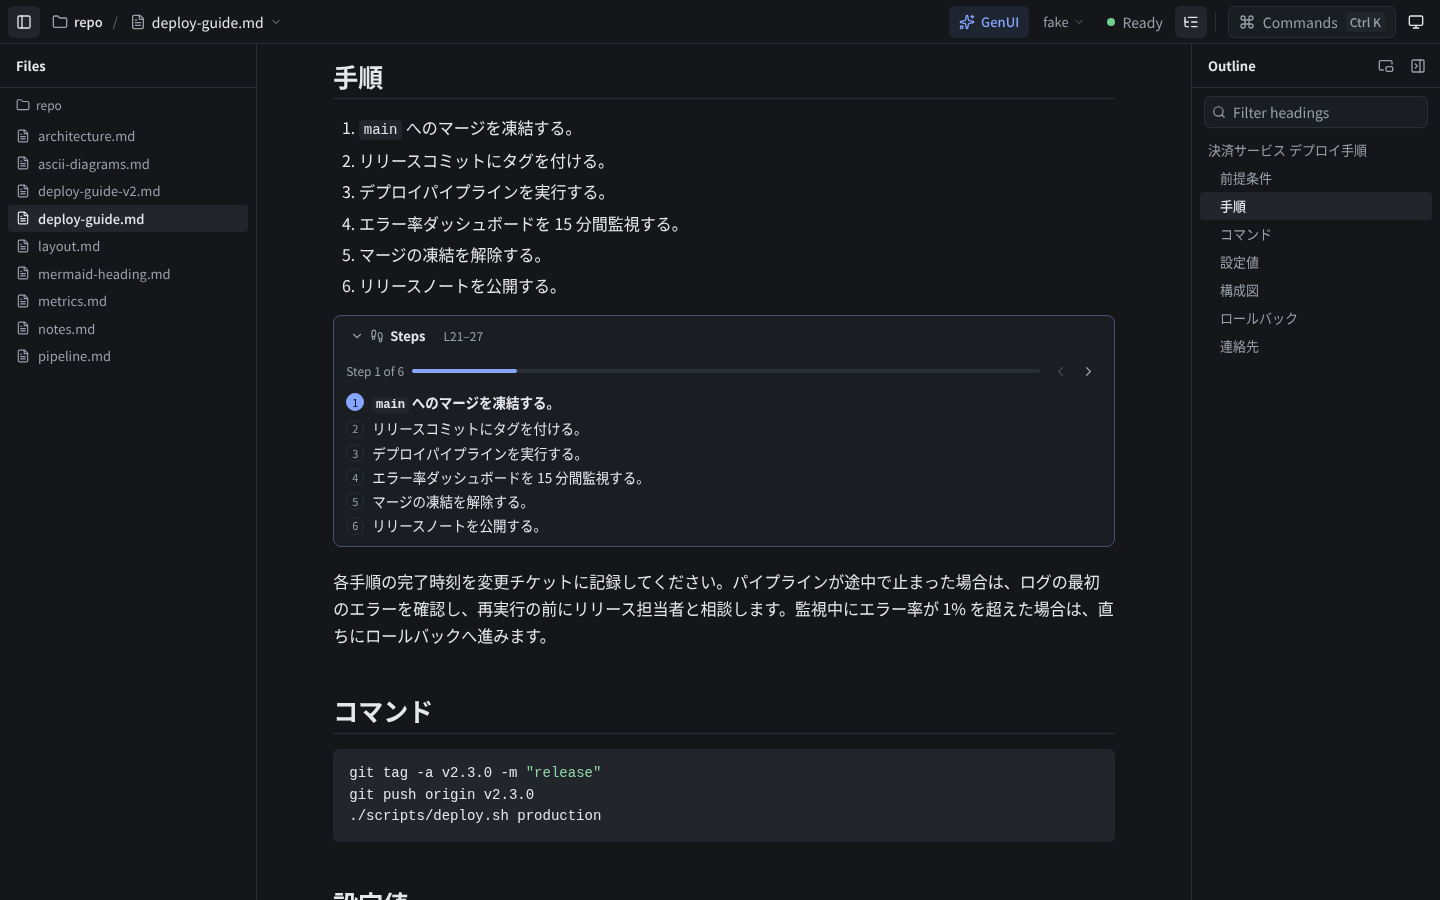 repo / deploy-guide.md
GenUI
fake
Ready
Commands Ctrl K
Files
repo
architecture.md
ascii-diagrams.md
deploy-guide-v2.md
deploy-guide.md
layout.md
mermaid-heading.md
metrics.md
notes.md
pipeline.md
手順
1. main へのマージを凍結する。
2. リリースコミットにタグを付ける。
3. デプロイパイプラインを実行する。
4. エラー率ダッシュボードを 15 分間監視する。
5. マージの凍結を解除する。
6. リリースノートを公開する。
Steps L21–27
Step 1 of 6
1 main へのマージを凍結する。
2 リリースコミットにタグを付ける。
3 デプロイパイプラインを実行する。
4 エラー率ダッシュボードを 15 分間監視する。
5 マージの凍結を解除する。
6 リリースノートを公開する。
各手順の完了時刻を変更チケットに記録してください。パイプラインが途中で止まった場合は、ログの最初
のエラーを確認し、再実行の前にリリース担当者と相談します。監視中にエラー率が 1% を超えた場合は、直
ちにロールバックへ進みます。
コマンド
git tag -a v2.3.0 -m "release"
git push origin v2.3.0
./scripts/deploy.sh production
設定値
Outline
Filter headings
決済サービス デプロイ手順
前提条件
手順
コマンド
設定値
構成図
ロールバック
連絡先